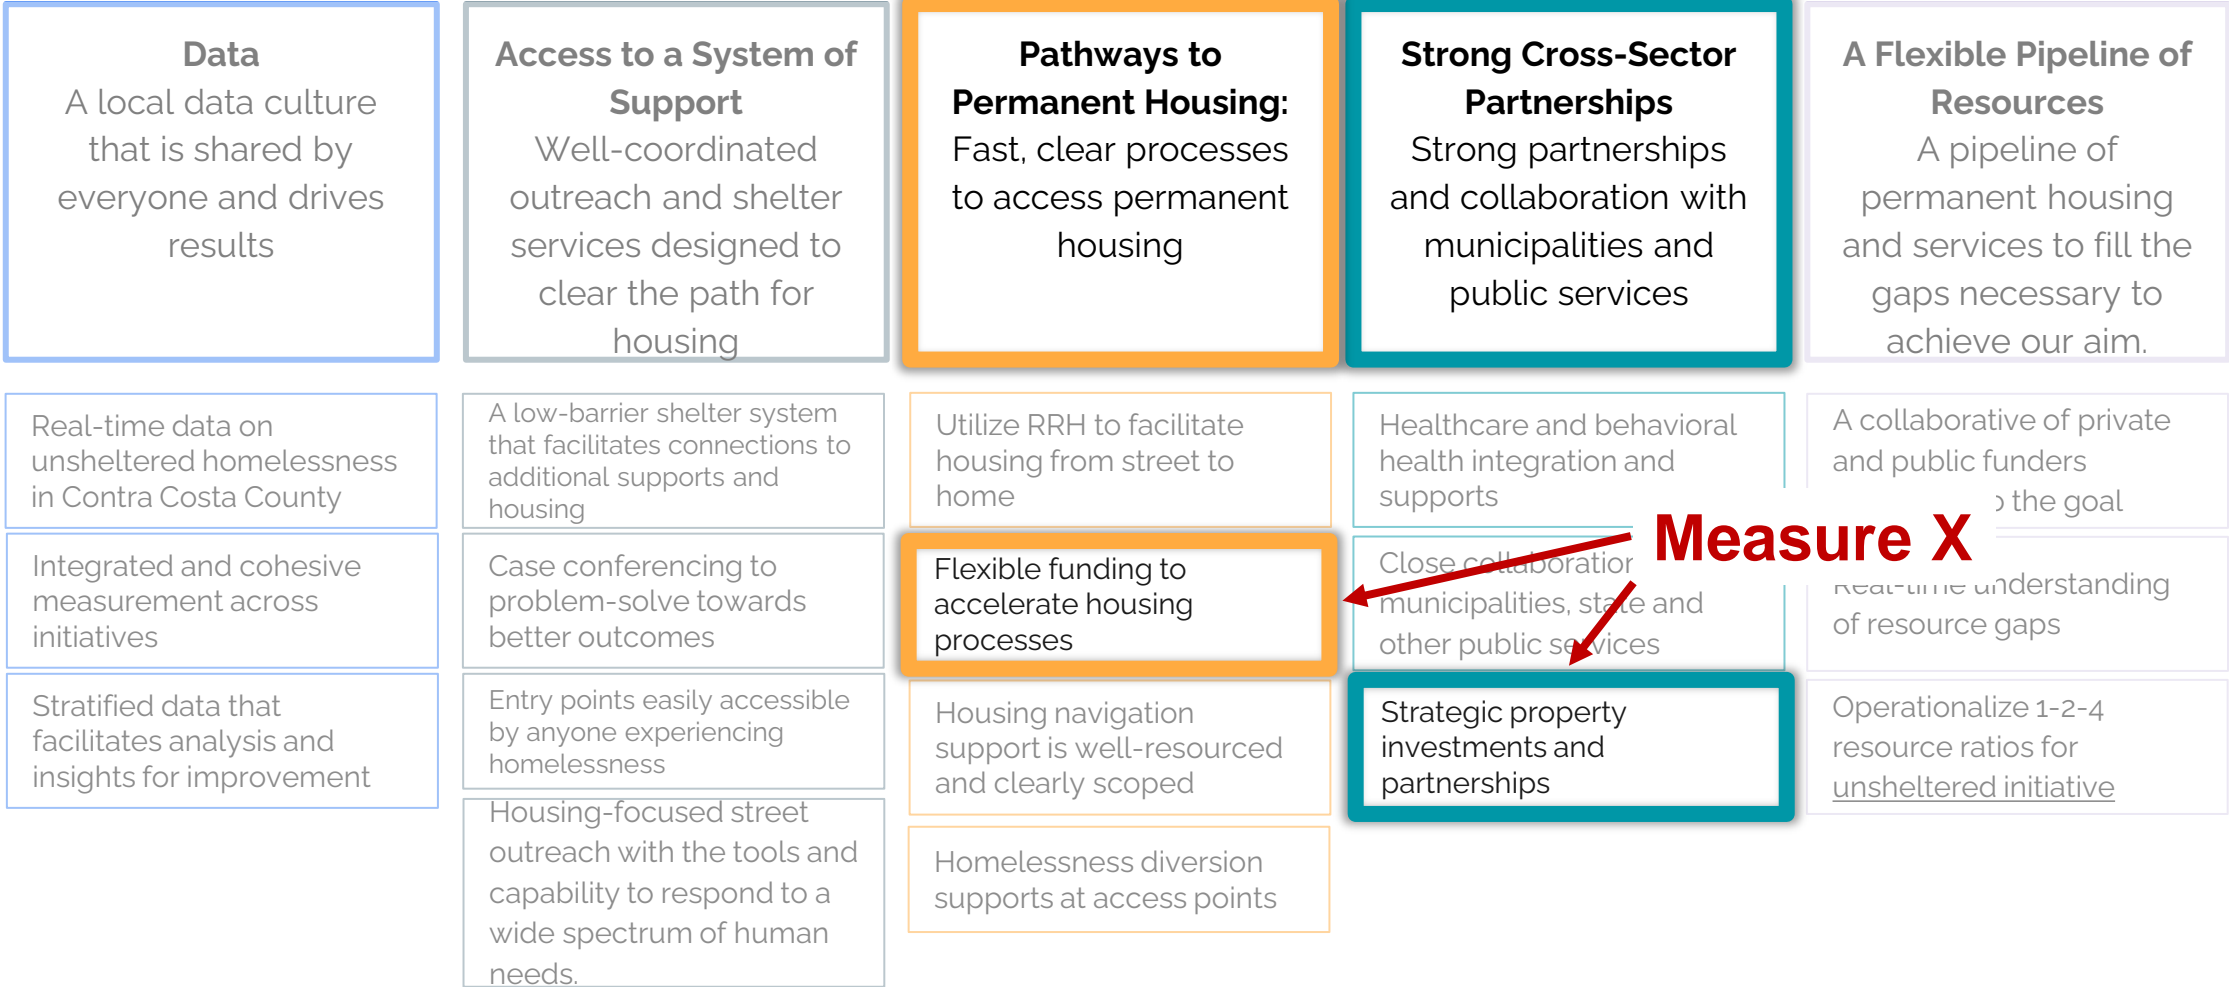 Data
A local data culture
that is shared by
everyone and drives
results
Access to a System of
Support
Well-coordinated
outreach and shelter
services designed to
clear the path for
housing
Pathways to
Permanent Housing:
Fast, clear processes
to access permanent
housing
Strong Cross-Sector
Partnerships
Strong partnerships
and collaboration with
municipalities and
public services
A Flexible Pipeline of
Resources
A pipeline of
permanent housing
and services to fill the
gaps necessary to
achieve our aim.
Real-time data on
unsheltered homelessness
in Contra Costa County
Integrated and cohesive
measurement across
initiatives
Stratified data that
facilitates analysis and
insights for improvement
A low-barrier shelter system
that facilitates connections to
additional supports and
housing
Case conferencing to
problem-solve towards
better outcomes
Entry points easily accessible
by anyone experiencing
homelessness
Housing-focused street
outreach with the tools and
capability to respond to a
wide spectrum of human
needs.
Utilize RRH to facilitate
housing from street to
home
Flexible funding to
accelerate housing
processes
Housing navigation
support is well-resourced
and clearly scoped
Homelessness diversion
supports at access points
Healthcare and behavioral
health integration and
supports
Close collaboration
municipalities, state and
other public services
Strategic property
investments and
partnerships
Measure X
A collaborative of private
and public funders
the goal
Real-time understanding
of resource gaps
Operationalize 1-2-4
resource ratios for
unsheltered initiative